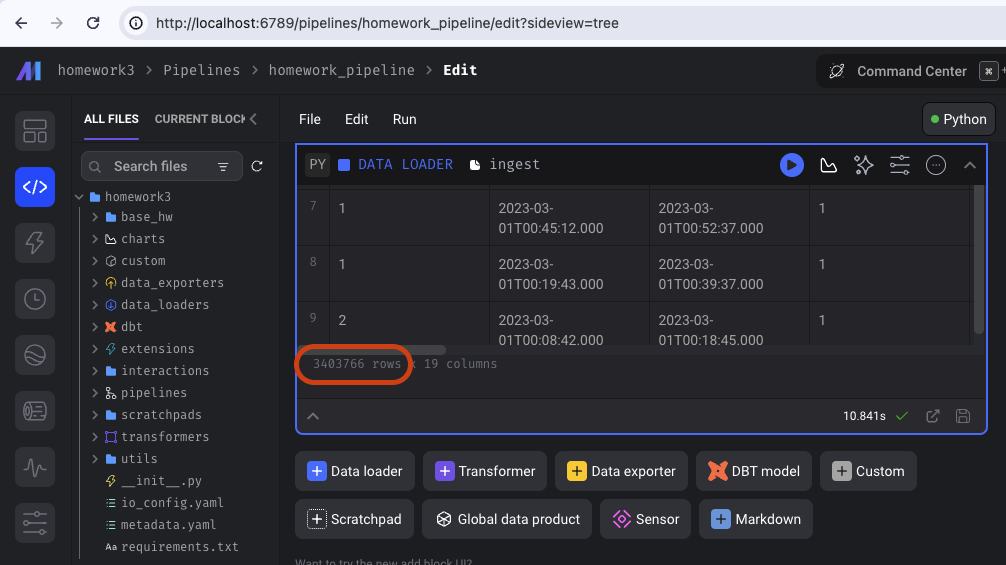 http://localhost:6789/pipelines/homework_pipeline/edit?sideview=tree
homework3 > Pipelines > homework_pipeline > Edit
Command Center
⌘
ALL FILES CURRENT BLOCK
File Edit Run
Python
Search files
PY DATA LOADER ingest
homework3
base_hw
charts
custom
data_exporters
data_loaders
dbt
extensions
interactions
pipelines
scratchpads
transformers
utils
__init__.py
io_config.yaml
metadata.yaml
Aa requirements.txt
7 1 2023-03-01T00:45:12.000 2023-03-01T00:52:37.000 1
8 1 2023-03-01T00:19:43.000 2023-03-01T00:39:37.000 1
9 2 2023-03-01T00:08:42.000 2023-03-01T00:18:45.000 1
3403766 rows x 19 columns
10.841s
Data loader Transformer Data exporter DBT model Custom
Scratchpad Global data product Sensor Markdown
Want to try the new add block UI?